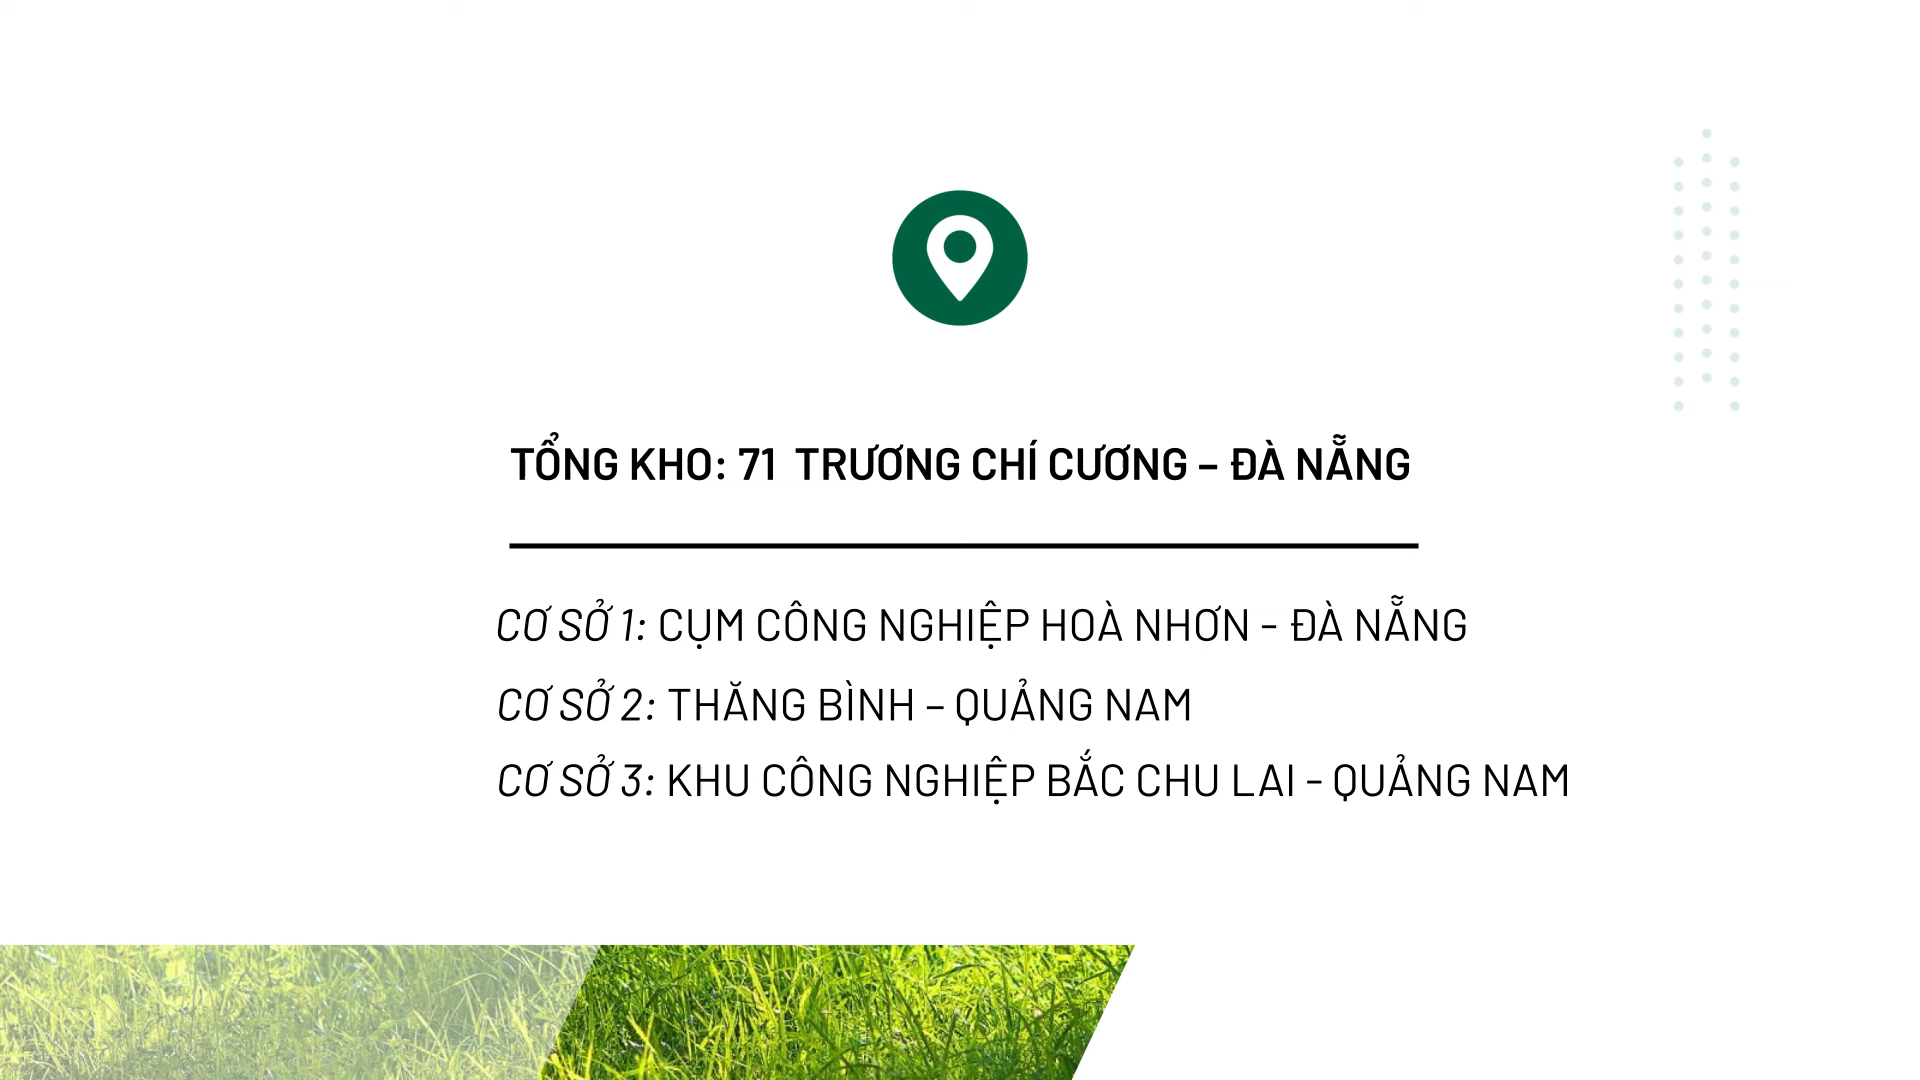 TỔNG KHO: 71 TRƯƠNG CHÍ CƯƠNG – ĐÀ NẴNG
CƠ SỞ 1: CỤM CÔNG NGHIỆP HOÀ NHƠN - ĐÀ NẴNG
CƠ SỞ 2: THĂNG BÌNH – QUẢNG NAM
CƠ SỞ 3: KHU CÔNG NGHIỆP BẮC CHU LAI - QUẢNG NAM